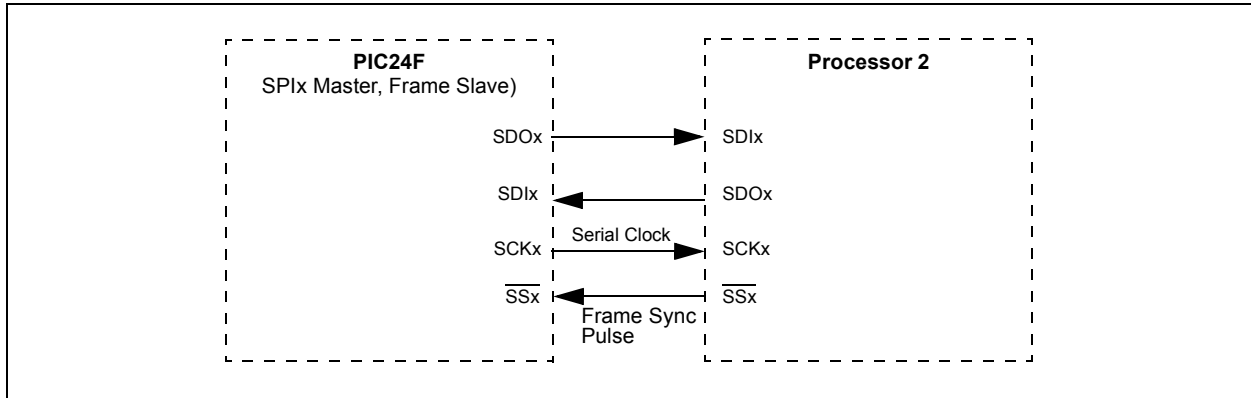 PIC24F
SPIx Master, Frame Slave)
Processor 2
SDOx
SDIx
SDIx
SDOx
SCKx
Serial Clock
SCKx
SSx
Frame Sync
Pulse
SSx